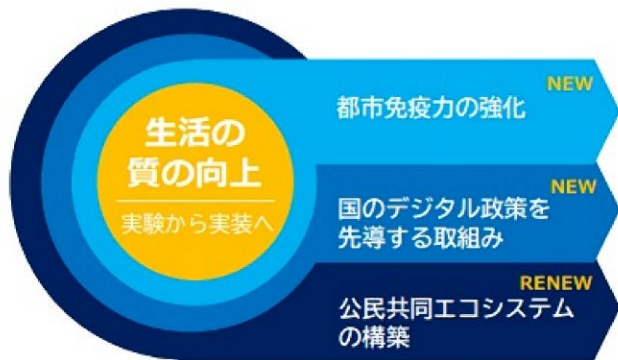 生活の
質の向上
実験から実装へ
NEW
都市免疫力の強化
NEW
国のデジタル政策を
先導する取組み
RENEW
公民共同エコシステム
の構築